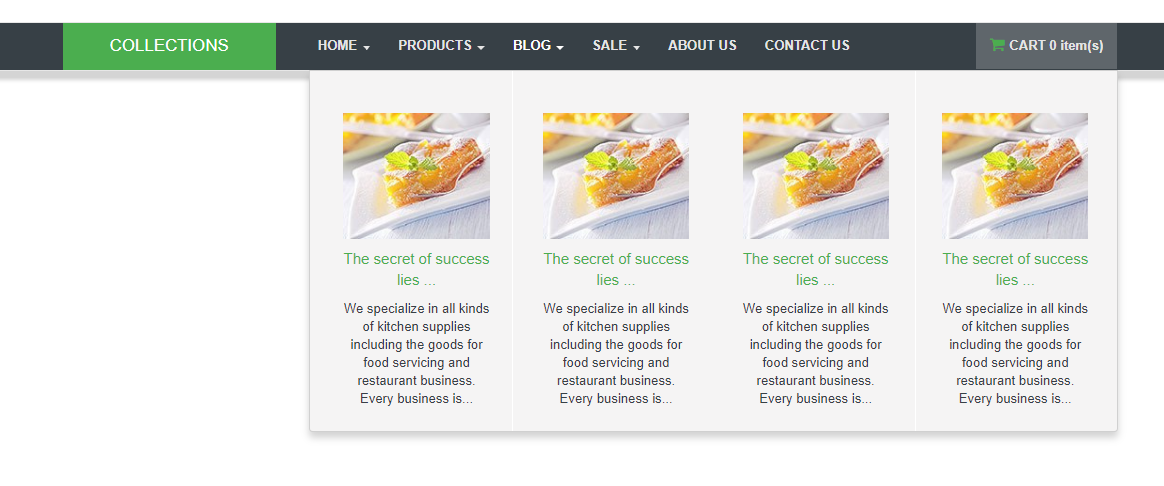 COLLECTIONS HOME PRODUCTS BLOG SALE ABOUT US CONTACT US CART 0 item(s)
The secret of success
lies ...
We specialize in all kinds
of kitchen supplies
including the goods for
food servicing and
restaurant business.
Every business is...
The secret of success
lies ...
We specialize in all kinds
of kitchen supplies
including the goods for
food servicing and
restaurant business.
Every business is...
The secret of success
lies ...
We specialize in all kinds
of kitchen supplies
including the goods for
food servicing and
restaurant business.
Every business is...
The secret of success
lies ...
We specialize in all kinds
of kitchen supplies
including the goods for
food servicing and
restaurant business.
Every business is...